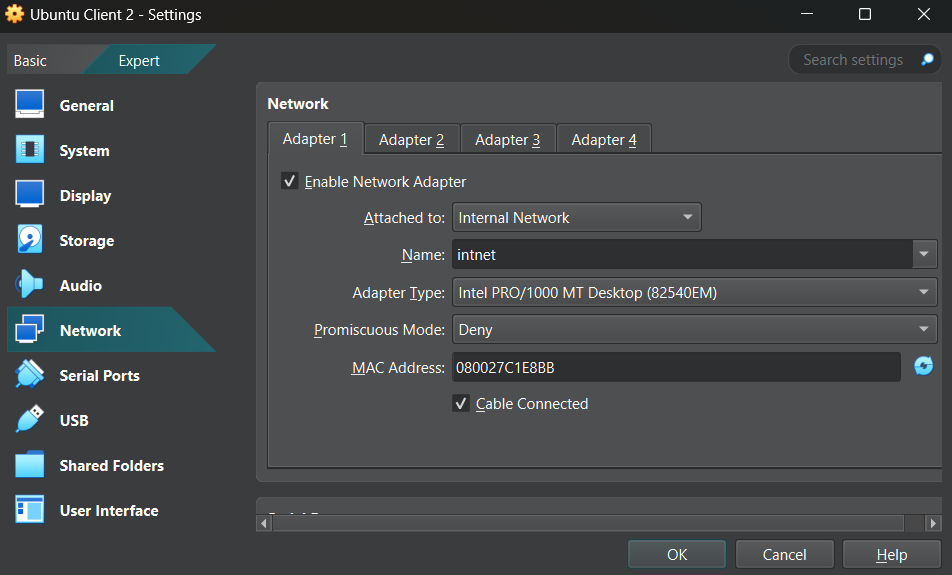 Ubuntu Client 2 - Settings
Basic
Expert
Search settings
General
System
Display
Storage
Audio
Network
Serial Ports
USB
Shared Folders
User Interface
Network
Adapter 1
Adapter 2
Adapter 3
Adapter 4
Enable Network Adapter
Attached to: Internal Network
Name: intnet
Adapter Type: Intel PRO/1000 MT Desktop (82540EM)
Promiscuous Mode: Deny
MAC Address: 080027C1E8BB
Cable Connected
OK
Cancel
Help